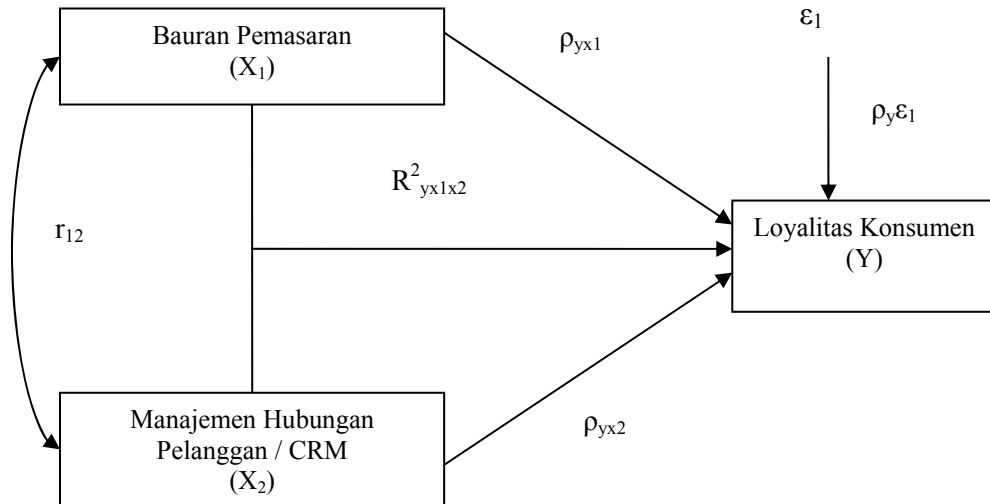 Bauran Pemasaran
(X₁)
ρyx1
ε₁
ρyε₁
R²yx1x2
r₁₂
Loyalitas Konsumen
(Y)
Manajemen Hubungan
Pelanggan / CRM
(X₂)
ρyx2